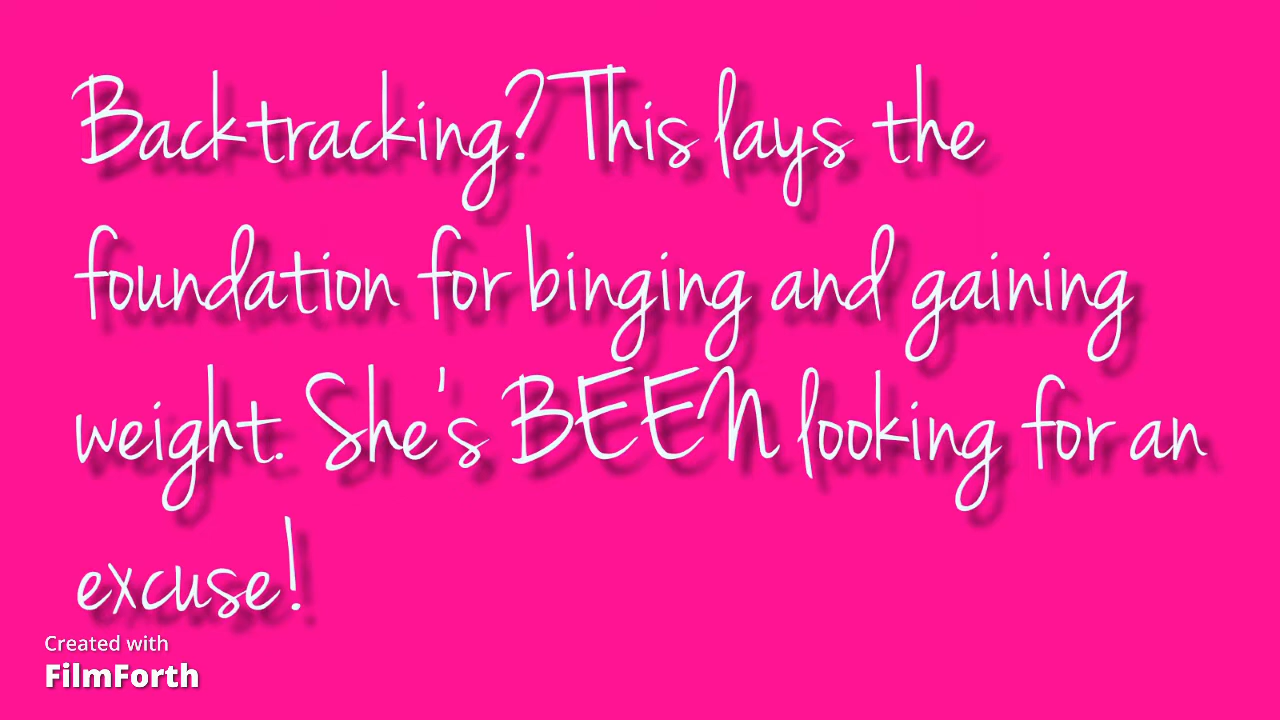 Backtracking? This lays the
foundation for binging and gaining
weight. She's BEEN looking for an
excuse!
Created with
FilmForth